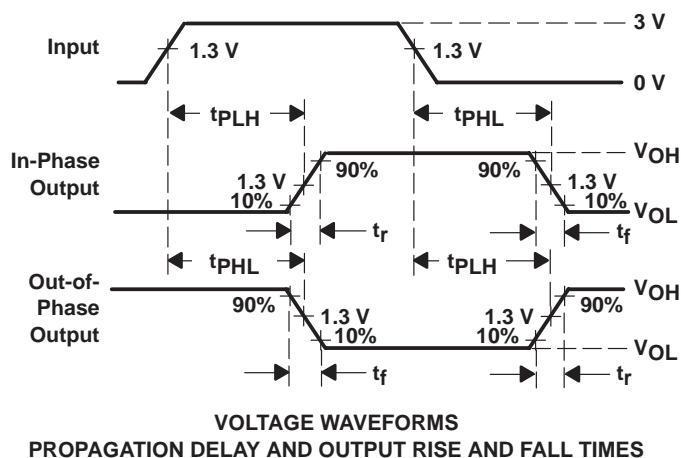 3 V
Input
1.3 V
1.3 V
0 V
tPLH
tPHL
In-Phase
Output
VOH
90%
90%
1.3 V
1.3 V
10%
10%
VOL
tr
tf
tPHL
tPLH
Out-of-
Phase
Output
VOH
90%
90%
1.3 V
1.3 V
10%
10%
VOL
tf
tr
VOLTAGE WAVEFORMS
PROPAGATION DELAY AND OUTPUT RISE AND FALL TIMES